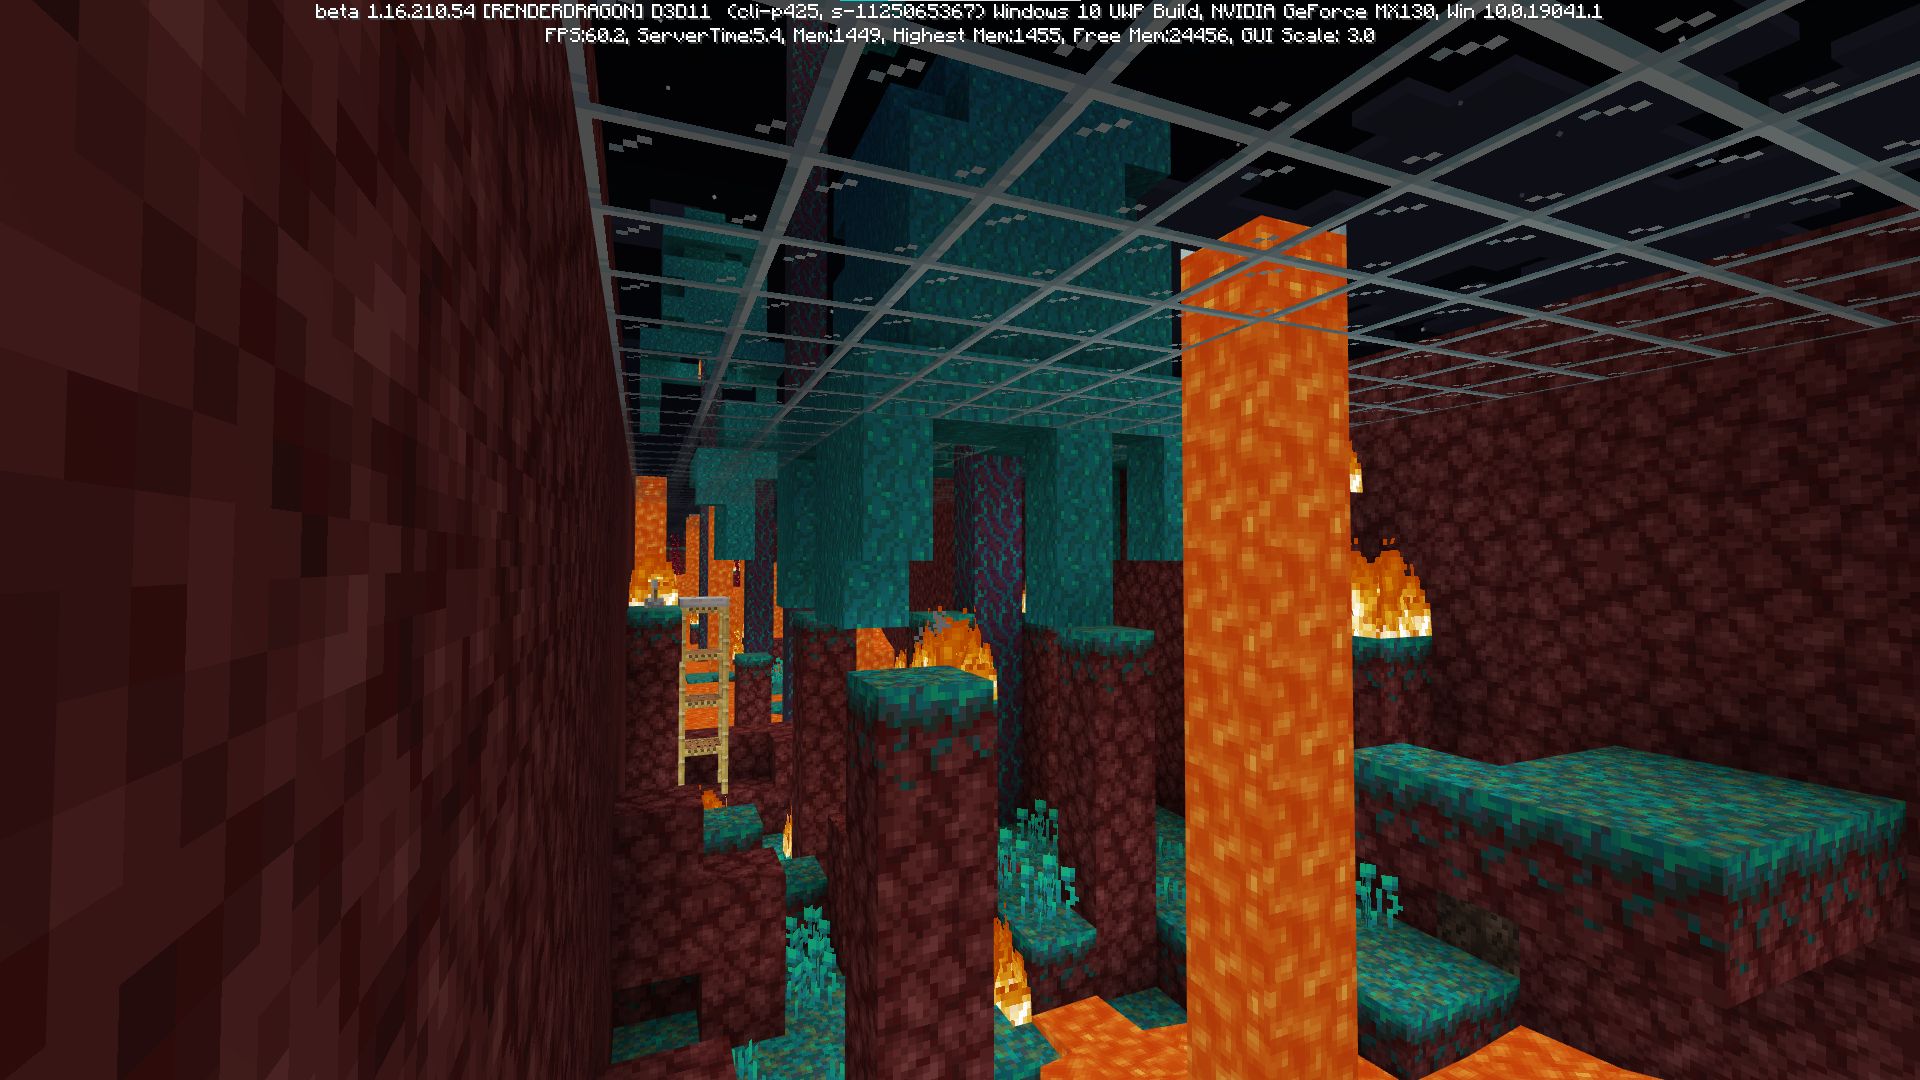 beta 1.16.210.54 [RENDERDRAGON] D3D11 (cli-p425, s-1125065367) Windows 10 UWP Build, NVIDIA GeForce MX130, Win 10.0.19041.1
FPS:60.2, ServerTime:5.4, Mem:1449, Highest Mem:1455, Free Mem:24456, GUI Scale: 3.0